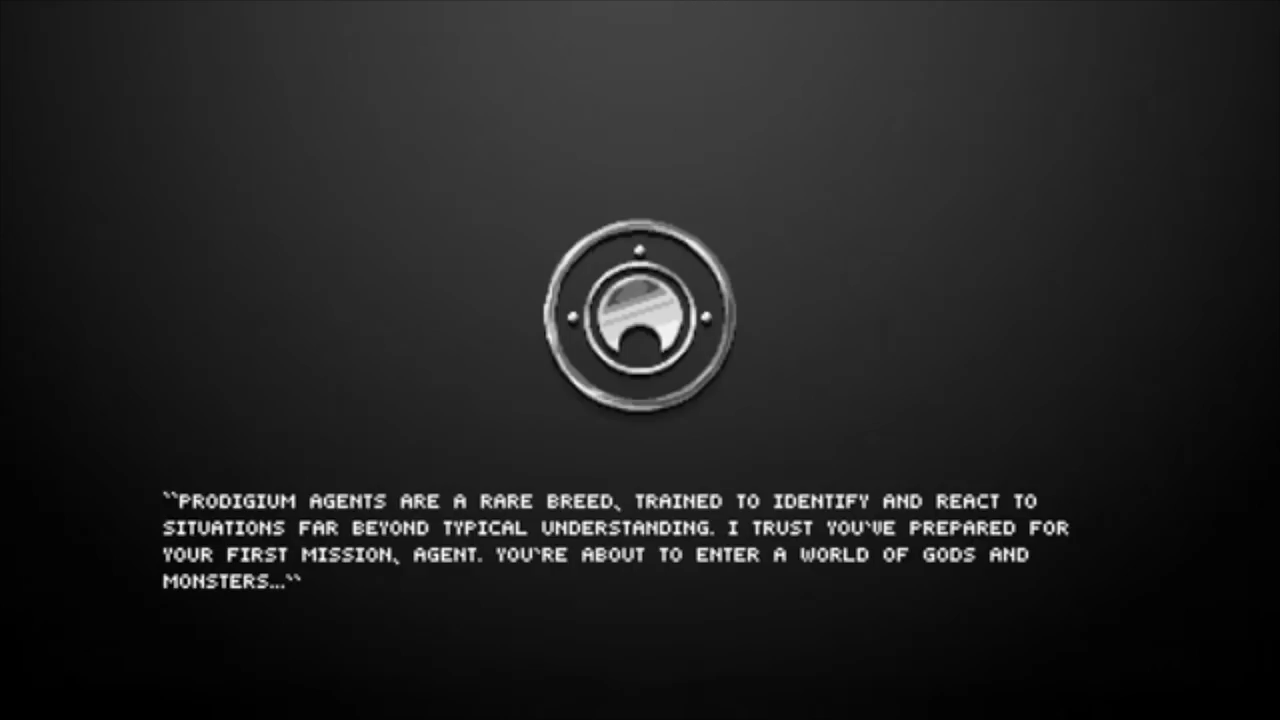 ``PRODIGIUM AGENTS ARE A RARE BREED, TRAINED TO IDENTIFY AND REACT TO
SITUATIONS FAR BEYOND TYPICAL UNDERSTANDING. I TRUST YOU`VE PREPARED FOR
YOUR FIRST MISSION, AGENT. YOU`RE ABOUT TO ENTER A WORLD OF GODS AND
MONSTERS...``